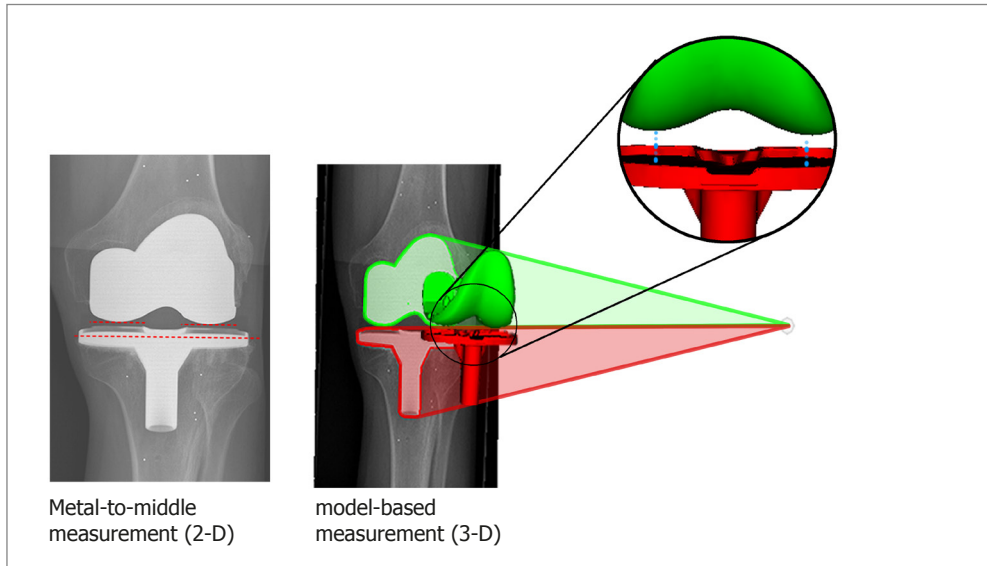 Metal-to-middle
measurement (2-D)
model-based
measurement (3-D)